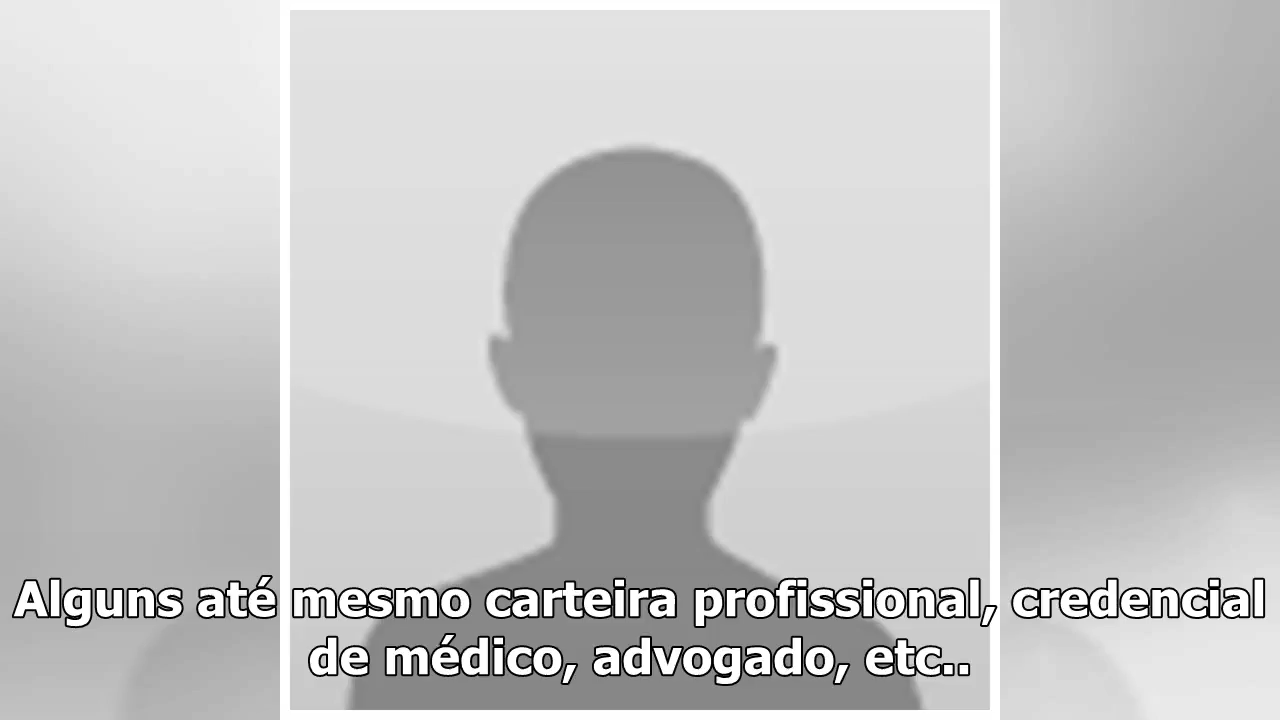 Alguns até mesmo carteira profissional, credencial
de médico, advogado, etc..